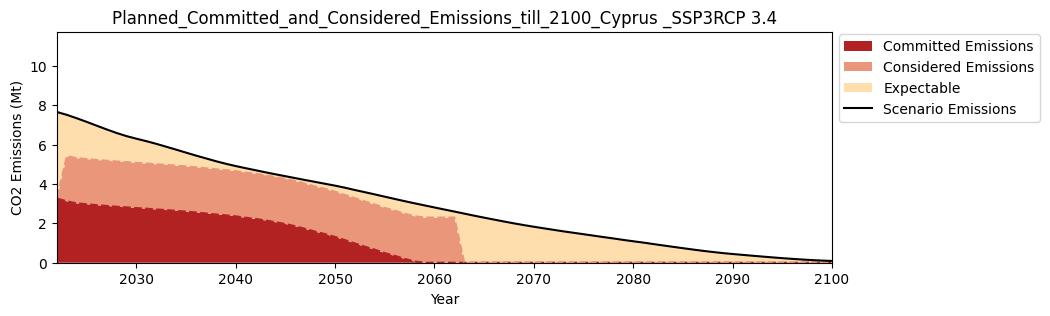 Planned_Committed_and_Considered_Emissions_till_2100_Cyprus _SSP3RCP 3.4
CO2 Emissions (Mt)
10
8
6
4
2
0
2030 2040 2050 2060 2070 2080 2090 2100
Year
Committed Emissions
Considered Emissions
Expectable
Scenario Emissions